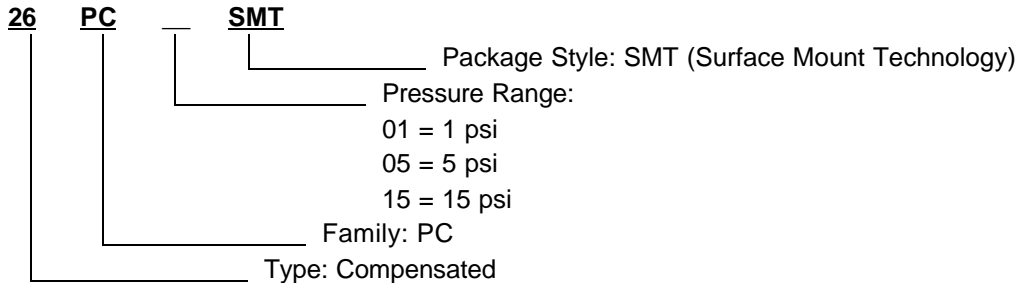 26 PC __ SMT
Package Style: SMT (Surface Mount Technology)
Pressure Range:
01 = 1 psi
05 = 5 psi
15 = 15 psi
Family: PC
Type: Compensated